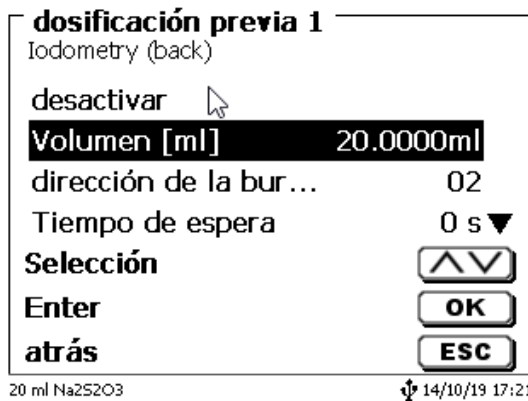 dosificación previa 1
Iodometry (back)
desactivar
Volumen [ml] 20.0000ml
dirección de la bur... 02
Tiempo de espera 0 s
Selección
Enter OK
atrás ESC
20 ml Na2S2O3 14/10/19 17:21